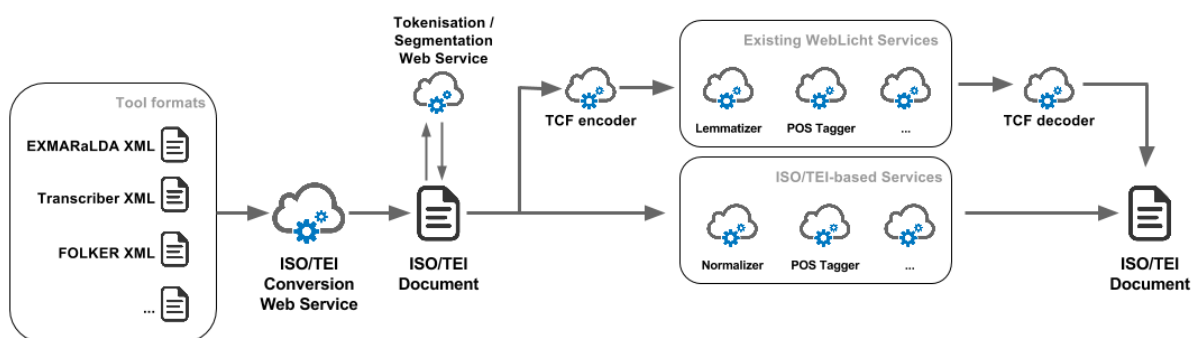 Tool formats
EXMARaLDA XML
Transcriber XML
FOLKER XML
...
ISO/TEI
Conversion
Web Service
Tokenisation /
Segmentation
Web Service
ISO/TEI
Document
TCF encoder
Existing WebLicht Services
Lemmatizer
POS Tagger
...
TCF decoder
ISO/TEI-based Services
Normalizer
POS Tagger
...
ISO/TEI
Document